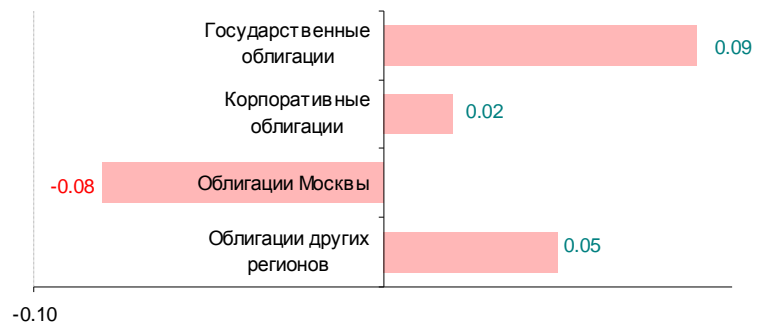 Государственные
облигации
0.09
Корпоративные
облигации
0.02
Облигации Москвы
-0.08
Облигации других
регионов
0.05
-0.10